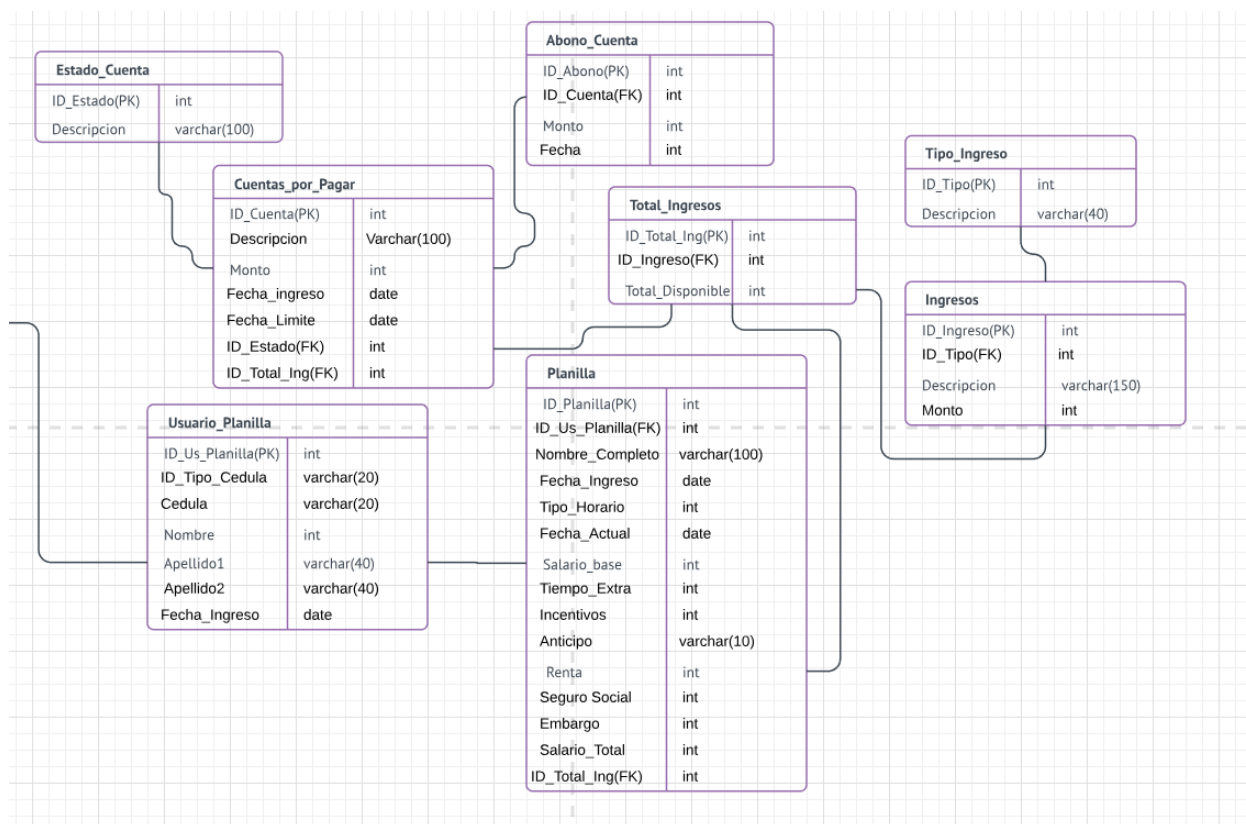 Estado_Cuenta
ID_Estado(PK) int
Descripcion varchar(100)
Abono_Cuenta
ID_Abono(PK) int
ID_Cuenta(FK) int
Monto int
Fecha int
Cuentas_por_Pagar
ID_Cuenta(PK) int
Descripcion Varchar(100)
Monto int
Fecha_ingreso date
Fecha_Limite date
ID_Estado(FK) int
ID_Total_Ing(FK) int
Total_Ingresos
ID_Total_Ing(PK) int
ID_Ingreso(FK) int
Total_Disponible int
Tipo_Ingreso
ID_Tipo(PK) int
Descripcion varchar(40)
Ingresos
ID_Ingreso(PK) int
ID_Tipo(FK) int
Descripcion varchar(150)
Monto int
Usuario_Planilla
ID_Us_Planilla(PK) int
ID_Tipo_Cedula varchar(20)
Cedula varchar(20)
Nombre int
Apellido1 varchar(40)
Apellido2 varchar(40)
Fecha_Ingreso date
Planilla
ID_Planilla(PK) int
ID_Us_Planilla(FK) int
Nombre_Completo varchar(100)
Fecha_Ingreso date
Tipo_Horario int
Fecha_Actual date
Salario_base int
Tiempo_Extra int
Incentivos int
Anticipo varchar(10)
Renta int
Seguro Social int
Embargo int
Salario_Total int
ID_Total_Ing(FK) int